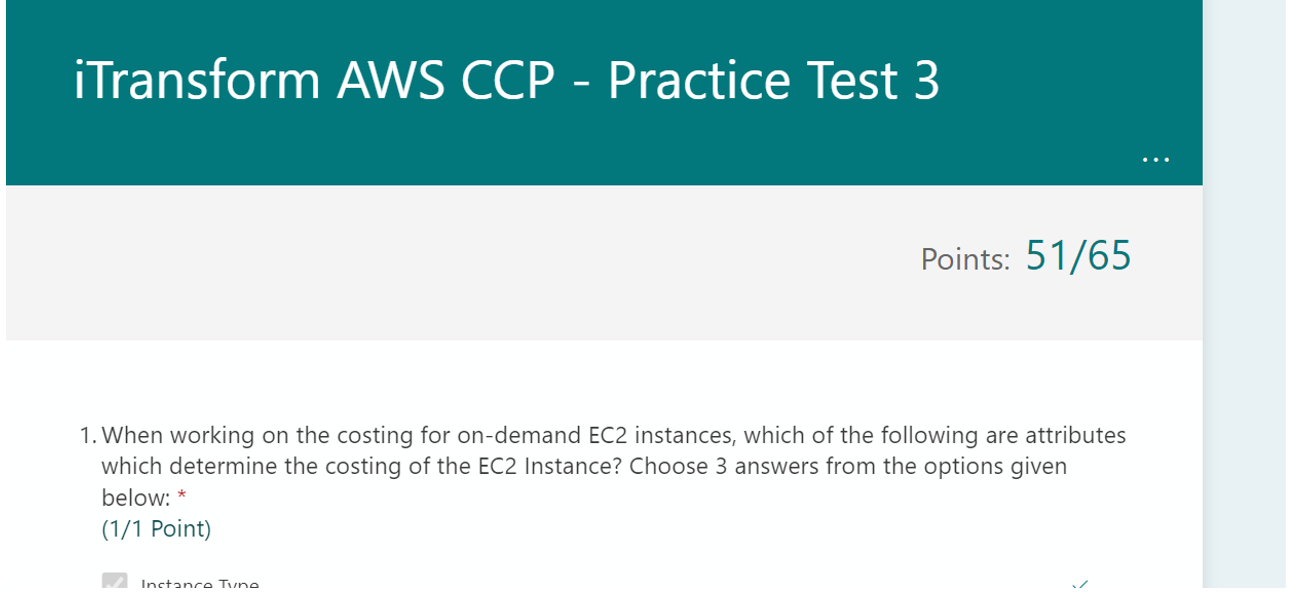 iTransform AWS CCP - Practice Test 3
...
Points: 51/65
1. When working on the costing for on-demand EC2 instances, which of the following are attributes
which determine the costing of the EC2 Instance? Choose 3 answers from the options given
below: *
(1/1 Point)
Instance Type